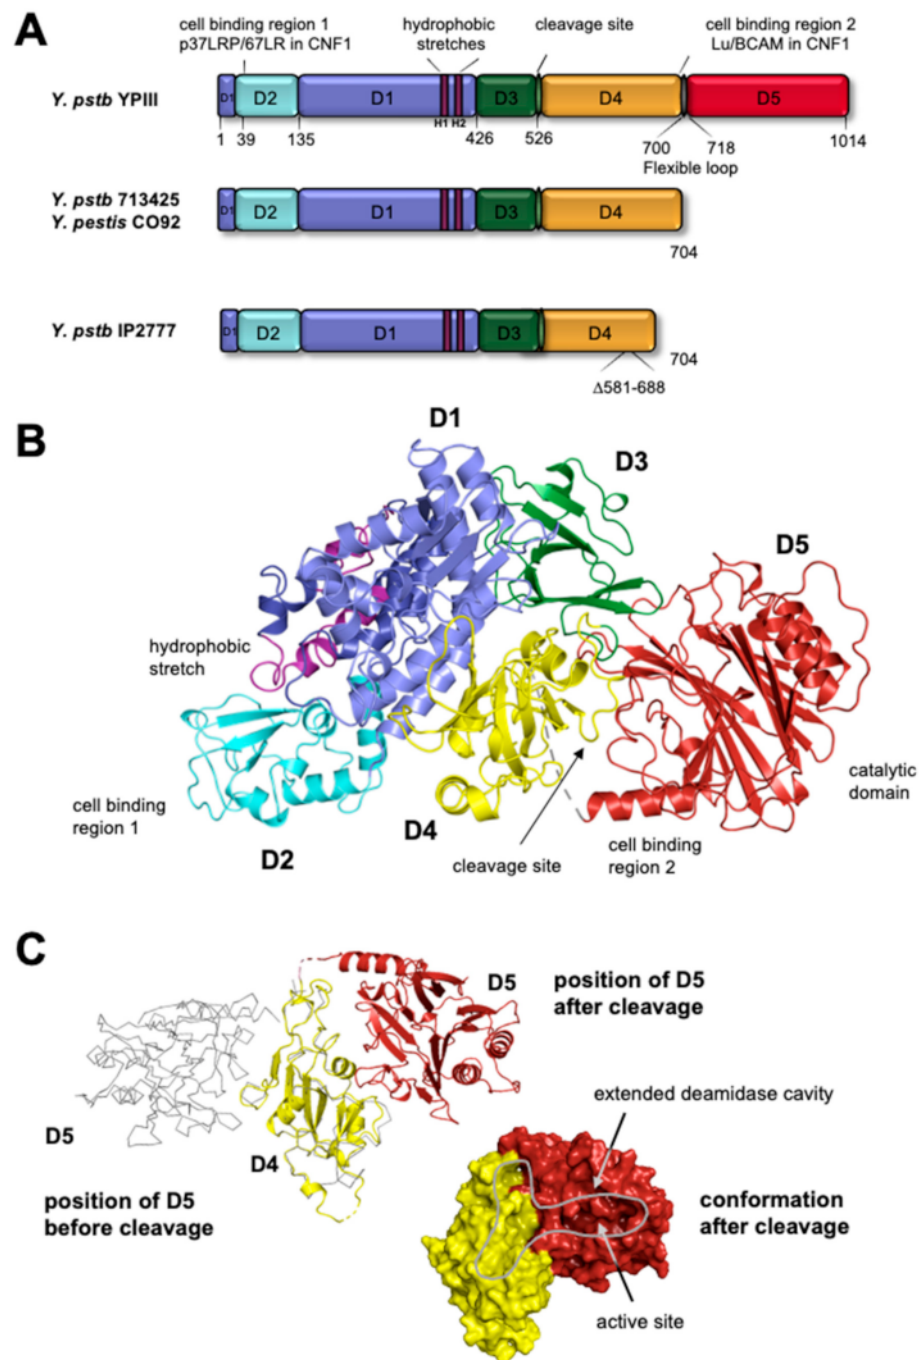 A
cell binding region 1
p37LRP/67LR in CNF1
hydrophobic
stretches
cleavage site
cell binding region 2
Lu/BCAM in CNF1
Y. pstb YPIII
D1
D2
D1
D3
D4
D5
H1 H2
1 39 135 426 526 700 718 1014
Flexible loop
Y. pstb 713425
Y. pestis CO92
D1
D2
D1
D3
D4
704
Y. pstb IP2777
D1
D2
D1
D3
D4
704
Δ581-688
B
D1
D3
D5
hydrophobic
stretch
cell binding
region 1
D2
D4
cleavage site
cell binding
region 2
catalytic
domain
C
D5
position of D5
after cleavage
D5
D4
position of D5
before cleavage
extended deamidase cavity
conformation
after cleavage
active site